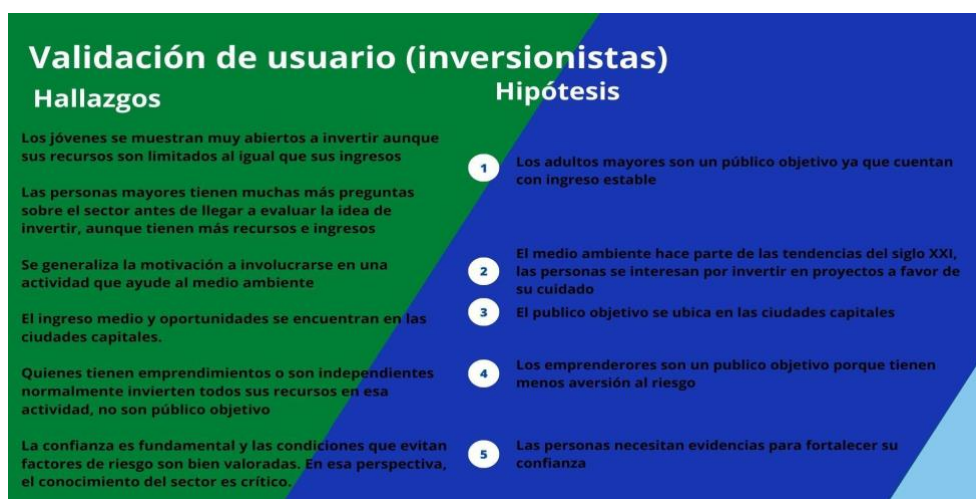 Validación de usuario (inversionistas)
Hallazgos
Los jóvenes se muestran muy abiertos a invertir aunque
sus recursos son limitados al igual que sus ingresos
Las personas mayores tienen muchas más preguntas
sobre el sector antes de llegar a evaluar la idea de
invertir, aunque tienen más recursos e ingresos
Se generaliza la motivación a involucrarse en una
actividad que ayude al medio ambiente
El ingreso medio y oportunidades se encuentran en las
ciudades capitales.
Quienes tienen emprendimientos o son independientes
normalmente invierten todos sus recursos en esa
actividad, no son público objetivo
La confianza es fundamental y las condiciones que evitan
factores de riesgo son bien valoradas. En esa perspectiva,
el conocimiento del sector es crítico.
Hipótesis
1 Los adultos mayores son un público objetivo ya que cuentan
con ingreso estable
2 El medio ambiente hace parte de las tendencias del siglo XXI,
las personas se interesan por invertir en proyectos a favor de
su cuidado
3 El publico objetivo se ubica en las ciudades capitales
4 Los emprenderores son un publico objetivo porque tienen
menos aversión al riesgo
5 Las personas necesitan evidencias para fortalecer su
confianza